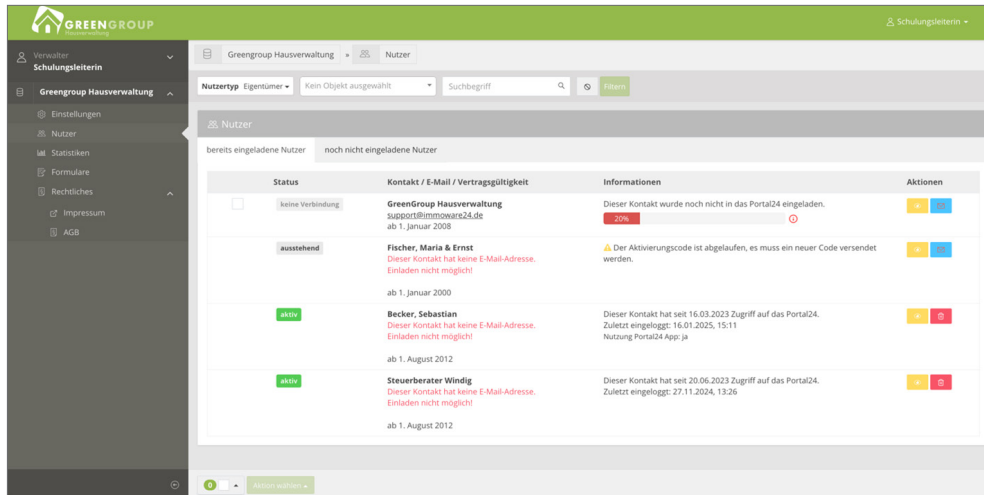 GREENGROUP
Hausverwaltung
Schulungsleiterin
Verwalter
Schulungsleiterin
Greengroup Hausverwaltung
Einstellungen
Nutzer
Statistiken
Formulare
Rechtliches
Impressum
AGB
Greengroup Hausverwaltung » Nutzer
Nutzertyp Eigentümer Kein Objekt ausgewählt Suchbegriff Filtern
Nutzer
bereits eingeladene Nutzer noch nicht eingeladene Nutzer
Status Kontakt / E-Mail / Vertragsgültigkeit Informationen Aktionen
keine Verbindung GreenGroup Hausverwaltung Dieser Kontakt wurde noch nicht in das Portal24 eingeladen.
support@immoware24.de 20%
ab 1. Januar 2008
ausstehend Fischer, Maria & Ernst Der Aktivierungscode ist abgelaufen, es muss ein neuer Code versendet
Dieser Kontakt hat keine E-Mail-Adresse. werden.
Einladen nicht möglich!
ab 1. Januar 2000
aktiv Becker, Sebastian Dieser Kontakt hat seit 16.03.2023 Zugriff auf das Portal24.
Dieser Kontakt hat keine E-Mail-Adresse. Zuletzt eingeloggt: 16.01.2025, 15:11
Einladen nicht möglich! Nutzung Portal24 App: ja
ab 1. August 2012
aktiv Steuerberater Windig Dieser Kontakt hat seit 20.06.2023 Zugriff auf das Portal24.
Dieser Kontakt hat keine E-Mail-Adresse. Zuletzt eingeloggt: 27.11.2024, 13:26
Einladen nicht möglich!
ab 1. August 2012
0 Aktion wählen